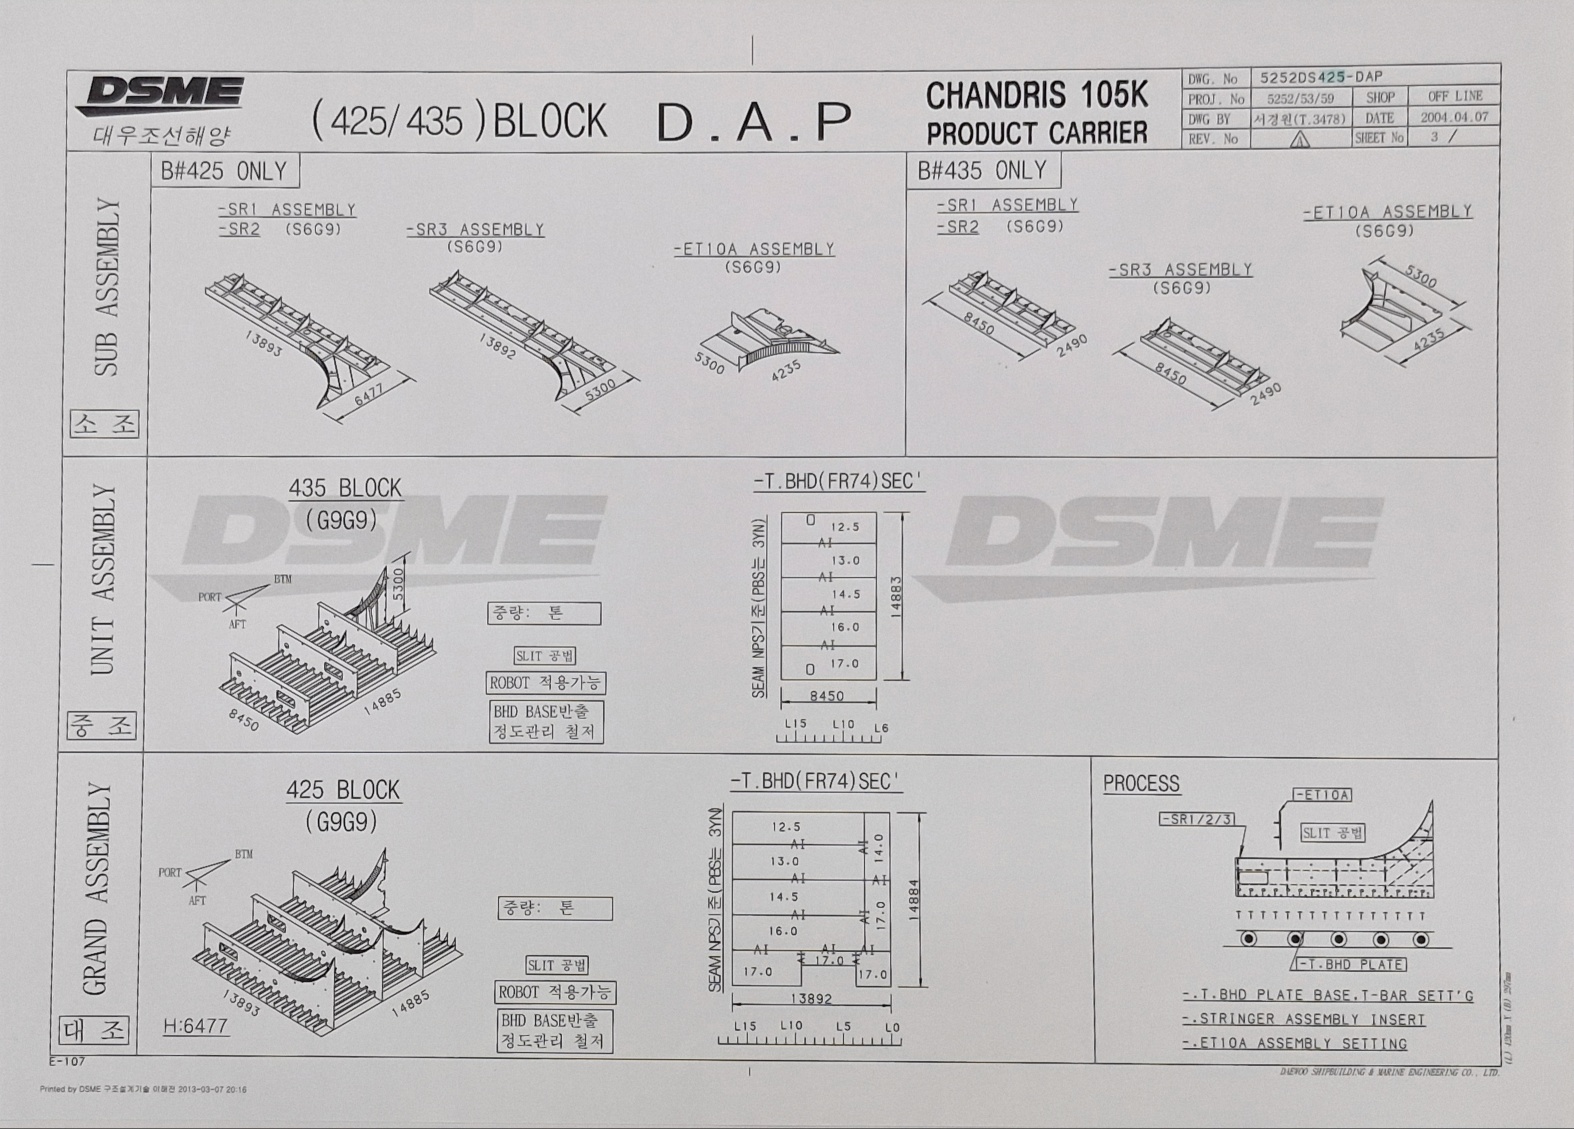 DSME
대우조선해양
(425/435)BLOCK D.A.P
CHANDRIS 105K
PRODUCT CARRIER
DWG. No 5252DS425-DAP
PROJ. No 5252/53/59 SHOP OFF LINE
DWG BY 서경원(T.3478) DATE 2004.04.07
REV. No SHEET No 3 /
SUB ASSEMBLY
소 조
B#425 ONLY
-SR1 ASSEMBLY
-SR2 (S6G9)
13893
6477
-SR3 ASSEMBLY
(S6G9)
13892
5300
-ET10A ASSEMBLY
(S6G9)
5300
4235
B#435 ONLY
-SR1 ASSEMBLY
-SR2 (S6G9)
8450
2490
-SR3 ASSEMBLY
(S6G9)
8450
2490
-ET10A ASSEMBLY
(S6G9)
5300
4235
UNIT ASSEMBLY
중 조
DSME
DSME
435 BLOCK
(G9G9)
BTM
PORT
AFT
5300
14885
8450
중량: 톤
SLIT 공법
ROBOT 적용가능
BHD BASE반출
정도관리 철저
-T.BHD(FR74)SEC'
SEAM NPS기준(PBS는 3YN)
12.5
AI
13.0
AI
14.5
AI
16.0
AI
17.0
14883
8450
L15 L10 L6
GRAND ASSEMBLY
대 조
425 BLOCK
(G9G9)
BTM
PORT
AFT
13893
14885
H:6477
중량: 톤
SLIT 공법
ROBOT 적용가능
BHD BASE반출
정도관리 철저
-T.BHD(FR74)SEC'
SEAM NPS기준(PBS는 3YN)
12.5
AI AI 14.0
13.0
AI AI
14.5
AI AI 17.0
16.0
AI AI AI
17.0 17.0 17.0
14884
13892
L15 L10 L5 L0
PROCESS
-ET10A
-SR1/2/3
SLIT 공법
T T T T T T T T T T T T T
-T.BHD PLATE
-.T.BHD PLATE BASE.T-BAR SETT'G
-.STRINGER ASSEMBLY INSERT
-.ET10A ASSEMBLY SETTING
(L) 420mm X (H) 297mm
E-107
DAEWOO SHIPBUILDING & MARINE ENGINEERING CO., LTD.
Printed by DSME 구조설계기술 이해전 2013-03-07 20:16